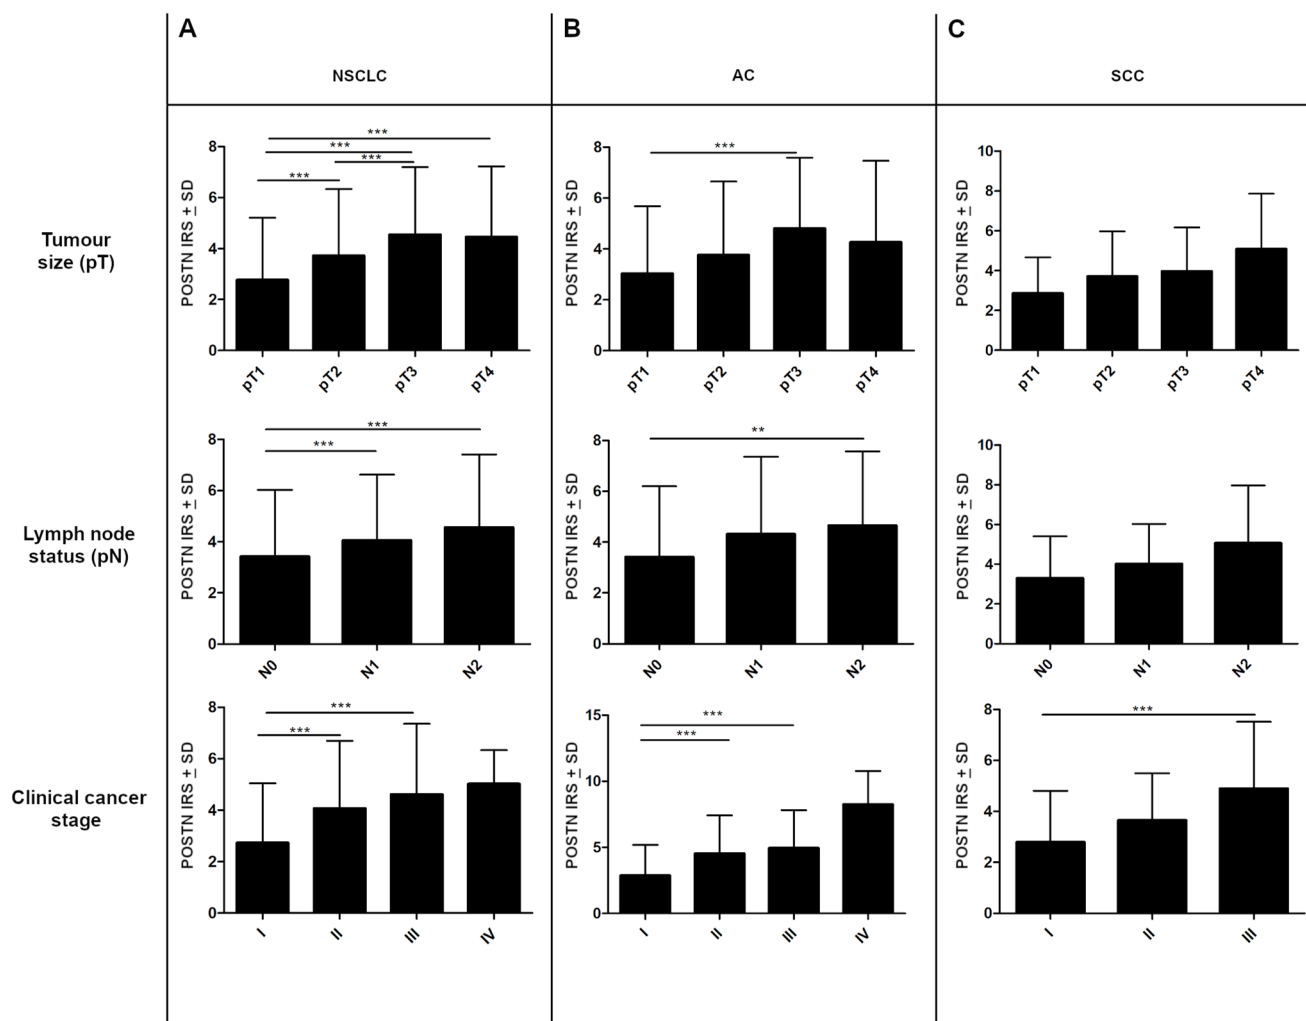 A
B
C
NSCLC
AC
SCC
Tumour
size (pT)
POSTN IRS ± SD
8
6
4
2
0
***
***
***
***
pT1
pT2
pT3
pT4
POSTN IRS ± SD
8
6
4
2
0
***
pT1
pT2
pT3
pT4
POSTN IRS ± SD
10
8
6
4
2
0
pT1
pT2
pT3
pT4
Lymph node
status (pN)
POSTN IRS ± SD
8
6
4
2
0
***
***
N0
N1
N2
POSTN IRS ± SD
8
6
4
2
0
**
N0
N1
N2
POSTN IRS ± SD
10
8
6
4
2
0
N0
N1
N2
Clinical cancer
stage
POSTN IRS ± SD
8
6
4
2
0
***
***
I
II
III
IV
POSTN IRS ± SD
15
10
5
0
***
***
I
II
III
IV
POSTN IRS ± SD
8
6
4
2
0
***
I
II
III